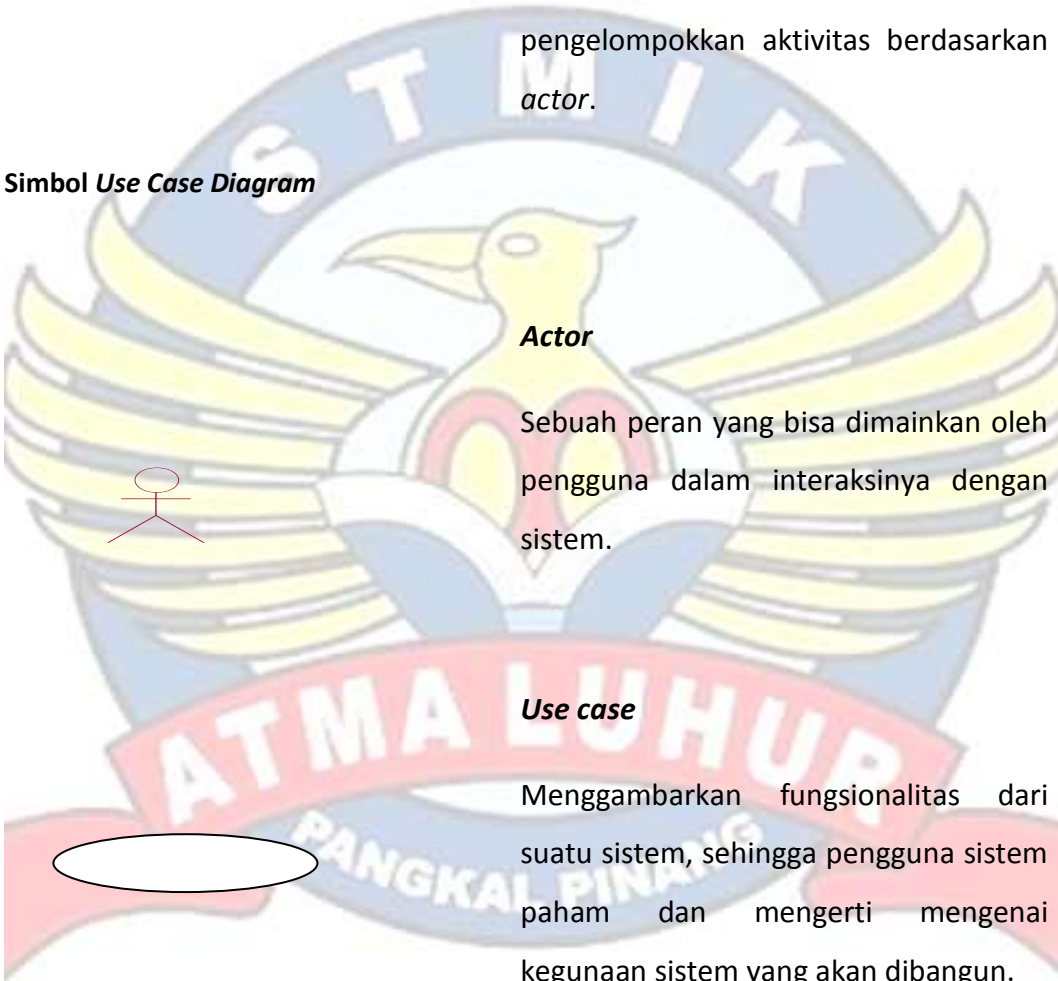 pengelompokkan aktivitas berdasarkan
actor.
S T M I K
Simbol Use Case Diagram
Actor
Sebuah peran yang bisa dimainkan oleh
pengguna dalam interaksinya dengan
sistem.
ATMA LUHUR
Use case
Menggambarkan fungsionalitas dari
suatu sistem, sehingga pengguna sistem
PANGKAL PINANG
paham dan mengerti mengenai
kegunaan sistem yang akan dibangun.